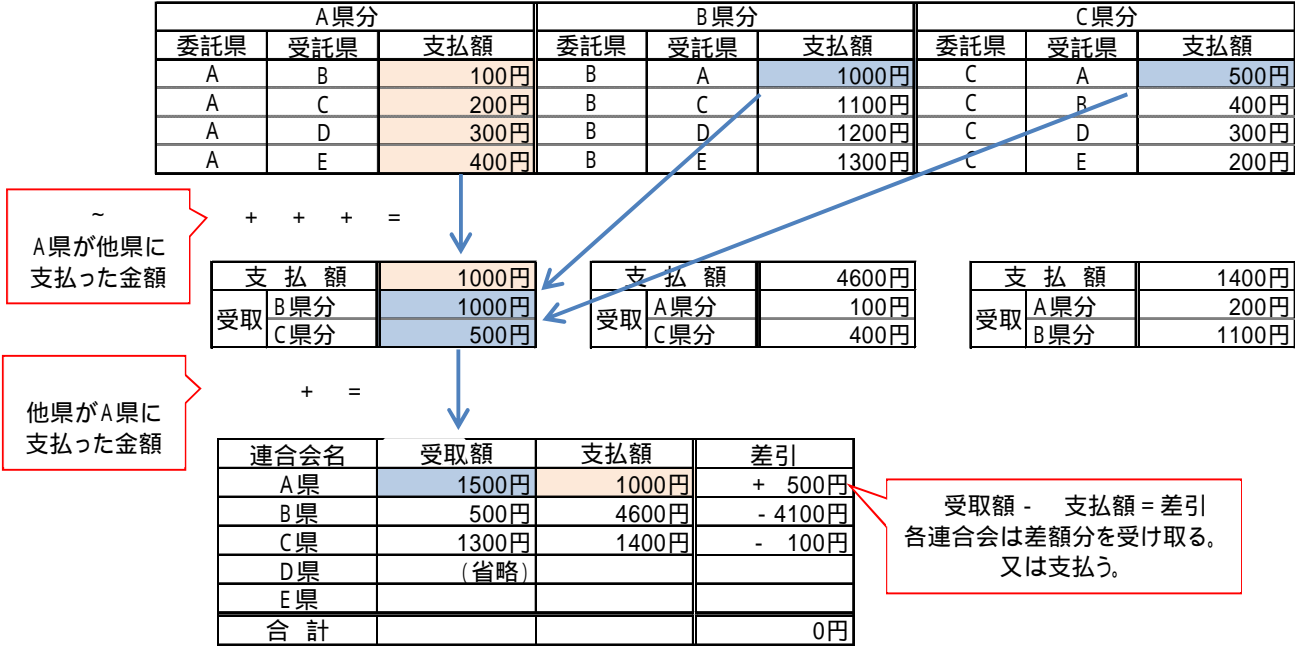 A県分 B県分 C県分
委託県 受託県 支払額 委託県 受託県 支払額 委託県 受託県 支払額
A B 100円 B A 1000円 C A 500円
A C 200円 B C 1100円 C B 400円
A D 300円 B D 1200円 C D 300円
A E 400円 B E 1300円 C E 200円
~
A県が他県に
支払った金額
+ + + =
支 払 額 1000円 支 払 額 4600円 支 払 額 1400円
受取 B県分 1000円 受取 A県分 100円 受取 A県分 200円
C県分 500円 C県分 400円 B県分 1100円
他県がA県に
支払った金額
+ =
連合会名 受取額 支払額 差引
A県 1500円 1000円 + 500円
B県 500円 4600円 - 4100円
C県 1300円 1400円 - 100円
D県 (省略)
E県
合 計 0円
受取額 - 支払額 = 差引
各連合会は差額分を受け取る。
又は支払う。